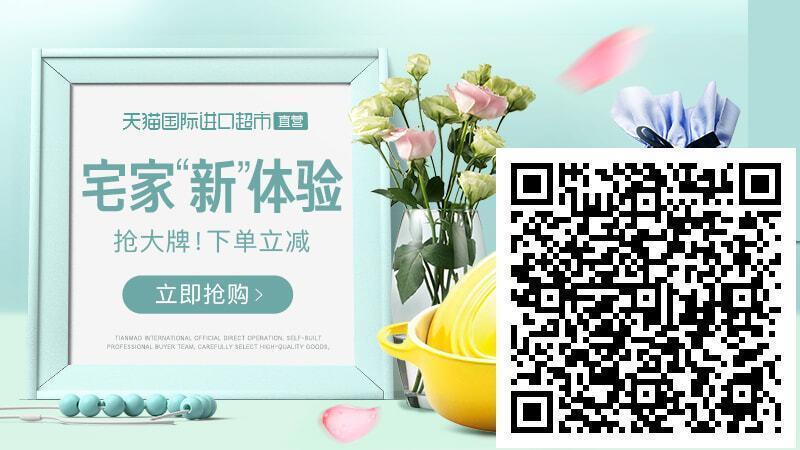 天猫国际进口超市 直营
宅家“新”体验
抢大牌！下单立减
立即抢购 >
TIANMAO INTERNATIONAL OFFICIAL DIRECT OPERATION, SELF-BUILT
PROFESSIONAL BUYER TEAM, CAREFULLY SELECT HIGH-QUALITY GOODS,